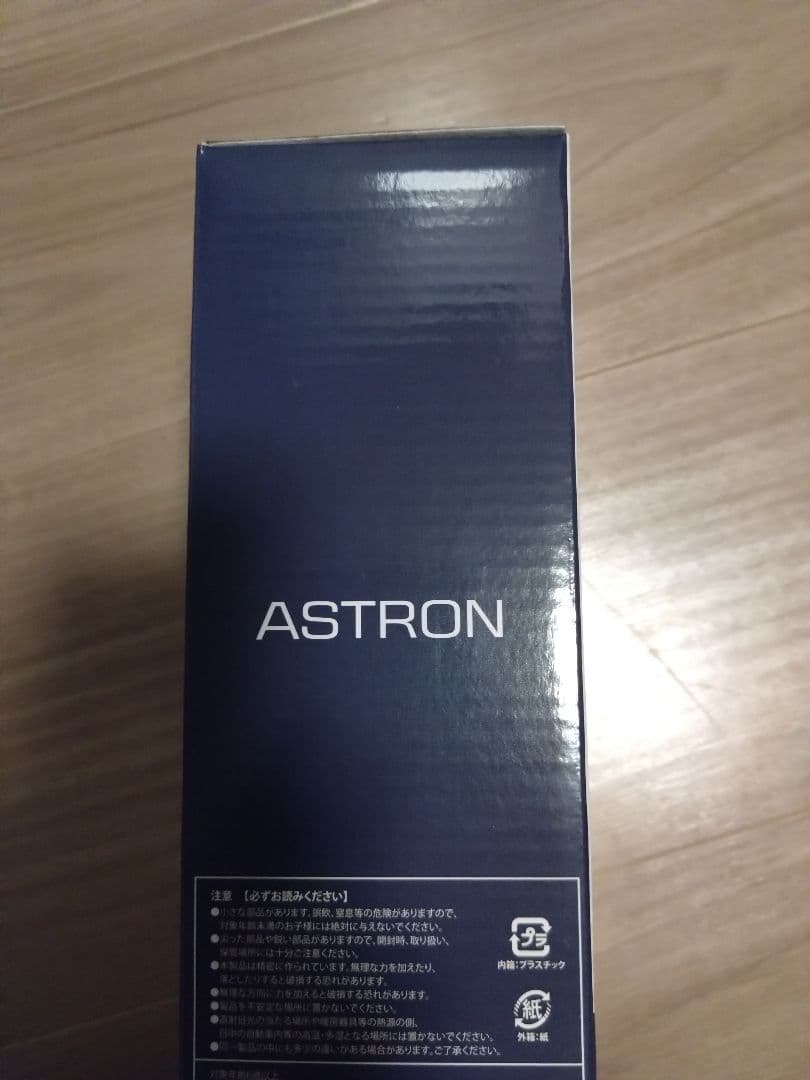 ASTRON
注意 【必ずお読みください】
●小さな部品があります。誤飲、窒息等の危険がありますので、
対象年齢未満のお子様には絶対に与えないでください。
●尖った部品や鋭い部品がありますので、開封時、取り扱い、
保管場所には十分ご注意ください。
●本製品は精密に作られています。無理な力を加えたり、
落としたりすると破損する恐れがあります。
●無理な方向に力を加えると破損する恐れがあります。
●製品を不安定な場所に置かないでください。
●直射日光の当たる場所や暖房器具等の熱源の側、
日中の自動車内等の高温・多湿となる場所には置かないでください。
●同一製品の中にも多少の違いがある場合があります。ご了承ください。
プラ
内箱:プラスチック
紙
外箱:紙